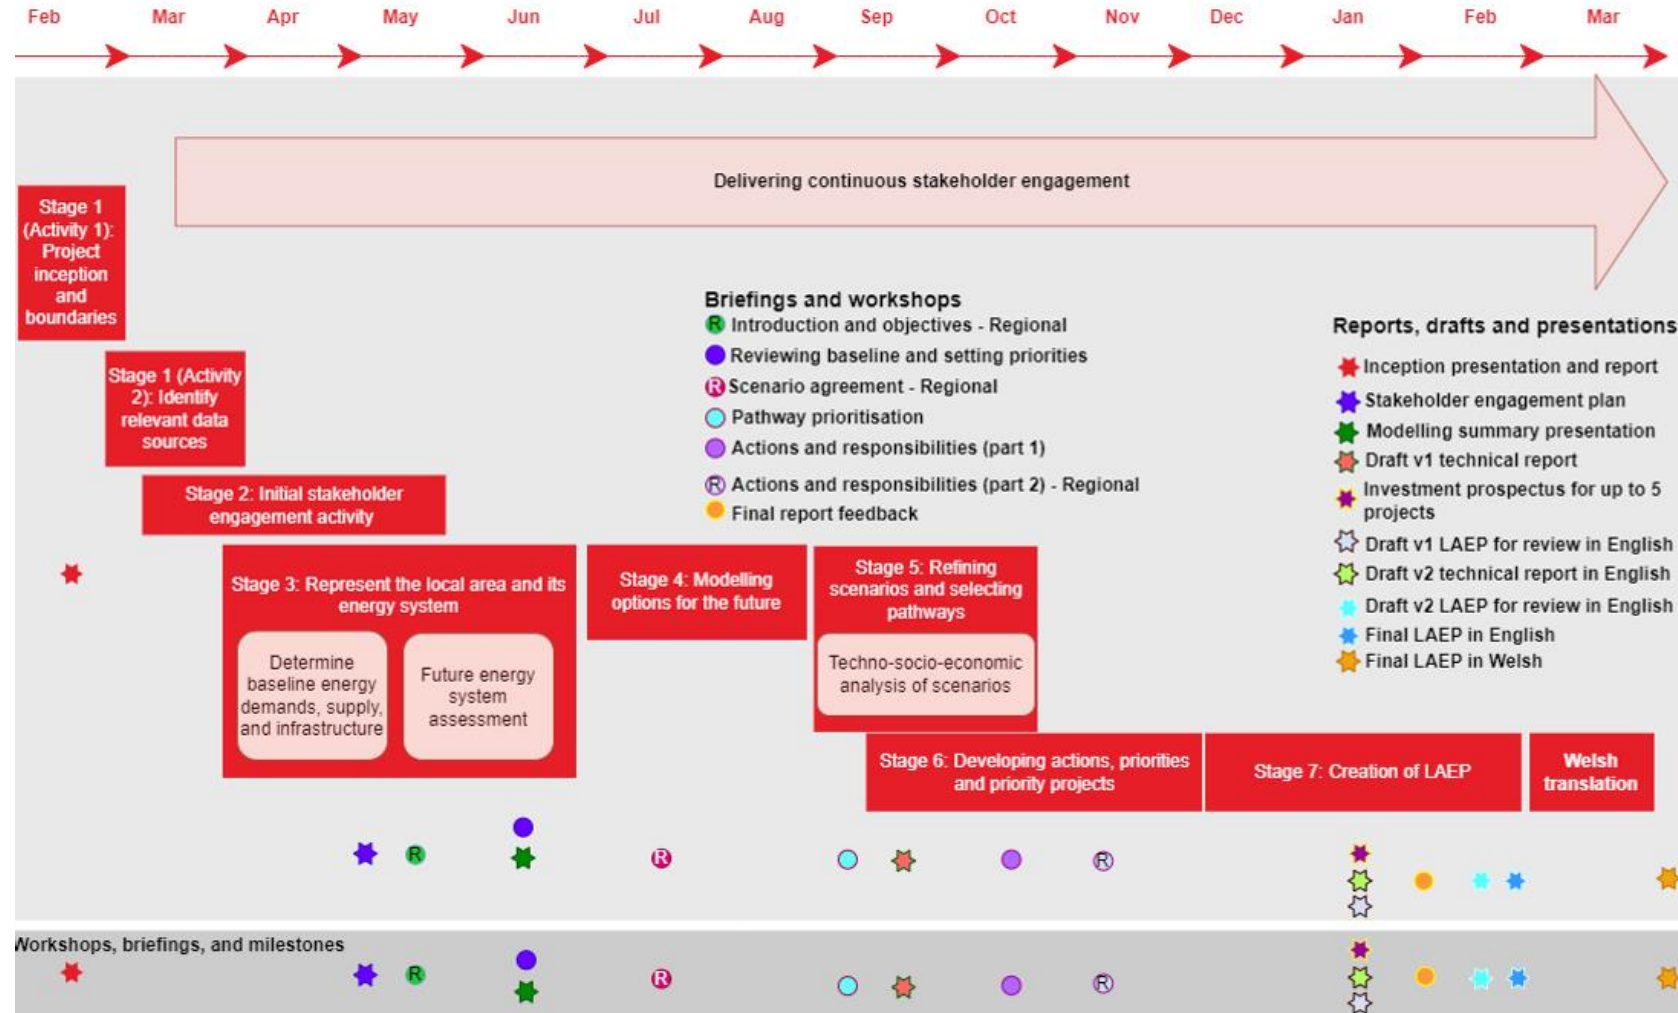 Feb Mar Apr May Jun Jul Aug Sep Oct Nov Dec Jan Feb Mar
Delivering continuous stakeholder engagement
Stage 1
(Activity 1):
Project
inception
and
boundaries
Stage 1 (Activity
2): Identify
relevant data
sources
Stage 2: Initial stakeholder
engagement activity
Briefings and workshops
R Introduction and objectives - Regional
Reviewing baseline and setting priorities
R Scenario agreement - Regional
Pathway prioritisation
Actions and responsibilities (part 1)
R Actions and responsibilities (part 2) - Regional
Final report feedback
Reports, drafts and presentations
Inception presentation and report
Stakeholder engagement plan
Modelling summary presentation
Draft v1 technical report
Investment prospectus for up to 5
projects
Draft v1 LAEP for review in English
Draft v2 technical report in English
Draft v2 LAEP for review in English
Final LAEP in English
Final LAEP in Welsh
Stage 3: Represent the local area and its
energy system
Determine
baseline energy
demands, supply,
and infrastructure
Future energy
system
assessment
Stage 4: Modelling
options for the future
Stage 5: Refining
scenarios and selecting
pathways
Techno-socio-economic
analysis of scenarios
Stage 6: Developing actions, priorities
and priority projects
Stage 7: Creation of LAEP
Welsh
translation
R R R
Workshops, briefings, and milestones
R R R